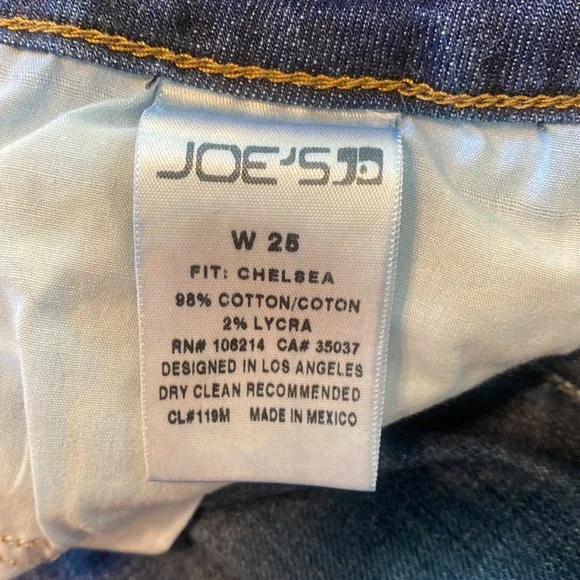 JOE'S JD
W 25
FIT: CHELSEA
98% COTTON/COTON
2% LYCRA
RN# 106214 CA# 35037
DESIGNED IN LOS ANGELES
DRY CLEAN RECOMMENDED
CL#119M MADE IN MEXICO